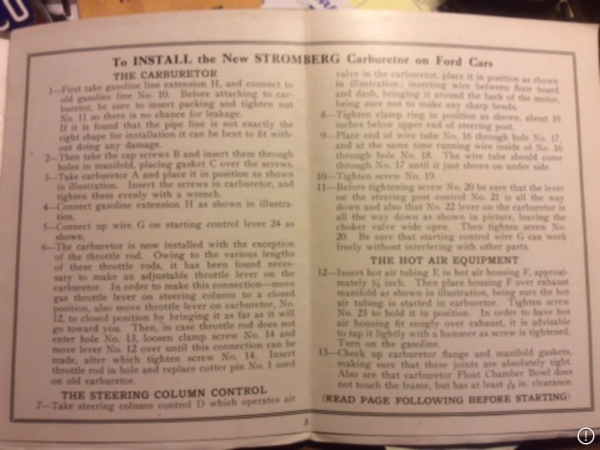 To INSTALL the New STROMBERG Carburetor on Ford Cars
THE CARBURETOR
1—First take gasoline line extension H, and connect to
old gasoline line No. 10. Before attaching to car-
buretor, be sure to insert packing and tighten nut
No. 11 so there is no chance for leakage.
If it is found that the pipe line is not exactly the
right shape for installation it can be bent to fit with-
out doing any damage.
2—Then take the cap screws B and insert them through
holes in manifold, placing gasket C over the screws.
3—Take carburetor A and place it in position as shown
in illustration. Insert the screws in carburetor, and
tighten them evenly with a wrench.
4—Connect gasoline extension H as shown in illustra-
tion.
5—Connect up wire G on starting control lever 24 as
shown.
6—The carburetor is now installed with the exception
of the throttle rod. Owing to the various lengths
of these throttle rods, it has been found neces-
sary to make an adjustable throttle lever on the
carburetor. In order to make this connection—move
gas throttle lever on steering column to a closed
position, also move throttle lever on carburetor, No.
12, to closed position by bringing it as far as it will
go toward you. Then, in case throttle rod does not
enter hole No. 13, loosen clamp screw No. 14 and
move lever No. 12 over until this connection can be
made, after which tighten screw No. 14. Insert
throttle rod in hole and replace cotter pin No. 1 used
on old carburetor.
THE STEERING COLUMN CONTROL
7—Take steering column control D which operates air
valve in the carburetor, place it in position as shown
in illustration; inserting wire between floor board
and dash, bringing it around the back of the motor,
being sure not to make any sharp bends.
8—Tighten clamp ring in position as shown, about 10
inches below upper end of steering post.
9—Place end of wire tube No. 16 through hole No. 17,
and at the same time running wire inside of No. 16
through hole No. 18. The wire tube should come
through No. 17 until it just shows on under side.
10—Tighten screw No. 19.
11—Before tightening screw No. 20 be sure that the lever
on the steering post control No. 21 is all the way
down and also that No. 22 lever on the carburetor is
all the way down as shown in picture, leaving the
choker valve wide open. Then tighten screw No.
20. Be sure that starting control wire G can work
freely without interfering with other parts.
THE HOT AIR EQUIPMENT
12—Insert hot air tubing E in hot air housing F, approxi-
mately inch. Then place housing F over exhaust
manifold as shown in illustration, being sure the hot
air tubing is started in carburetor. Tighten screw
No. 23 to hold it in position. In order to have hot
air housing fit snugly over exhaust, it is advisable
to tap it lightly with a hammer as screw is tightened.
Turn on the gasoline.
13—Check up carburetor flange and manifold gaskets,
making sure that these joints are absolutely tight.
Also see that carburetor Float Chamber Bowl does
not touch the frame, but has at least in. clearance.
(READ PAGE FOLLOWING BEFORE STARTING)
3